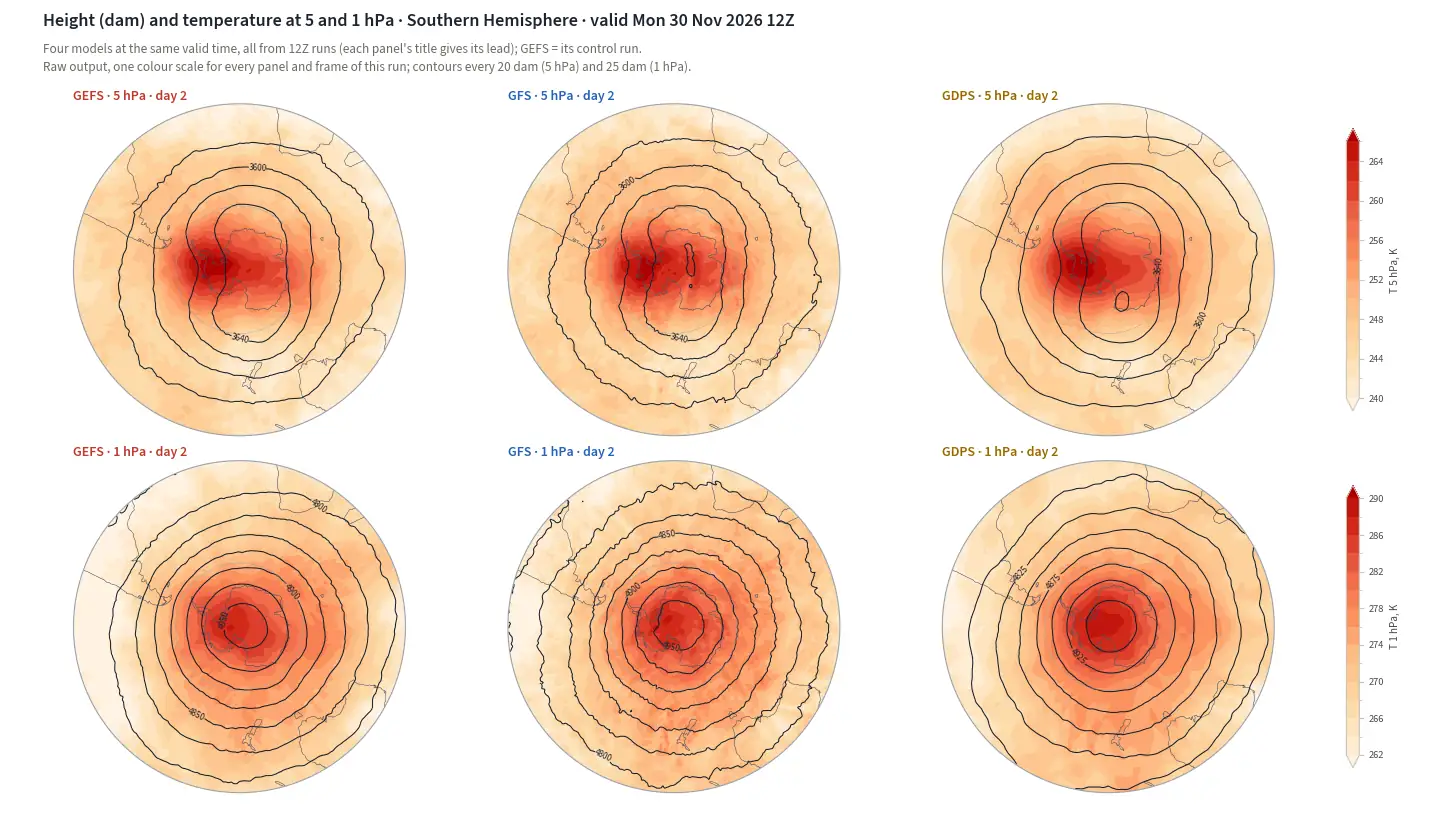 Height (dam) and temperature at 5 and 1 hPa · Southern Hemisphere · valid Mon 30 Nov 2026 12Z
Four models at the same valid time, all from 12Z runs (each panel's title gives its lead); GEFS = its control run.
Raw output, one colour scale for every panel and frame of this run; contours every 20 dam (5 hPa) and 25 dam (1 hPa).
GEFS · 5 hPa · day 2
GFS · 5 hPa · day 2
GDPS · 5 hPa · day 2
3600
3640
3600
3640
3640
3600
264
260
256
252
248
244
240
T 5 hPa, K
GEFS · 1 hPa · day 2
GFS · 1 hPa · day 2
GDPS · 1 hPa · day 2
4800
4900
4950
4850
4850
4900
4950
4800
4825
4875
4925
290
286
282
278
274
270
266
262
T 1 hPa, K